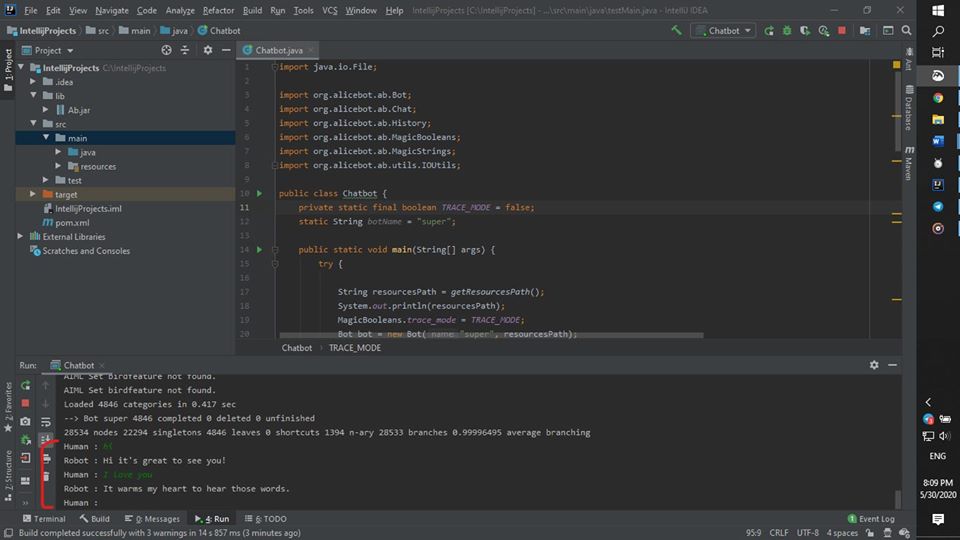 File Edit View Navigate Code Analyze Refactor Build Run Tools VCS Window Help IntellijProjects [C:\IntellijProjects] - ...\src\main\java\testMain.java - IntelliJ IDEA
IntellijProjects src main java Chatbot Chatbot
Project
Chatbot.java
1: Project
IntellijProjects C:\IntellijProjects
.idea
lib
Ab.jar
src
main
java
resources
test
target
IntellijProjects.iml
pom.xml
External Libraries
Scratches and Consoles
1 import java.io.File;
2
3 import org.alicebot.ab.Bot;
4 import org.alicebot.ab.Chat;
5 import org.alicebot.ab.History;
6 import org.alicebot.ab.MagicBooleans;
7 import org.alicebot.ab.MagicStrings;
8 import org.alicebot.ab.utils.IOUtils;
9
10 public class Chatbot {
11 private static final boolean TRACE_MODE = false;
12 static String botName = "super";
13
14 public static void main(String[] args) {
15 try {
16
17 String resourcesPath = getResourcesPath();
18 System.out.println(resourcesPath);
19 MagicBooleans.trace_mode = TRACE_MODE;
20 Bot bot = new Bot( name: "super", resourcesPath);
Chatbot TRACE_MODE
Ant
Database
Maven
Run: Chatbot
AIML Set birdfeature not found.
AIML Set birdfeature not found.
Loaded 4846 categories in 0.417 sec
--> Bot super 4846 completed 0 deleted 0 unfinished
28534 nodes 22294 singletons 4846 leaves 0 shortcuts 1394 n-ary 28533 branches 0.99996495 average branching
Human : hi
Robot : Hi it's great to see you!
Human : I love you
Robot : It warms my heart to hear those words.
Human :
2: Favorites
Z: Structure
Terminal Build 0: Messages 4: Run 6: TODO Event Log
Build completed successfully with 3 warnings in 14 s 857 ms (3 minutes ago) 95:9 CRLF UTF-8 4 spaces
ENG
8:09 PM
5/30/2020